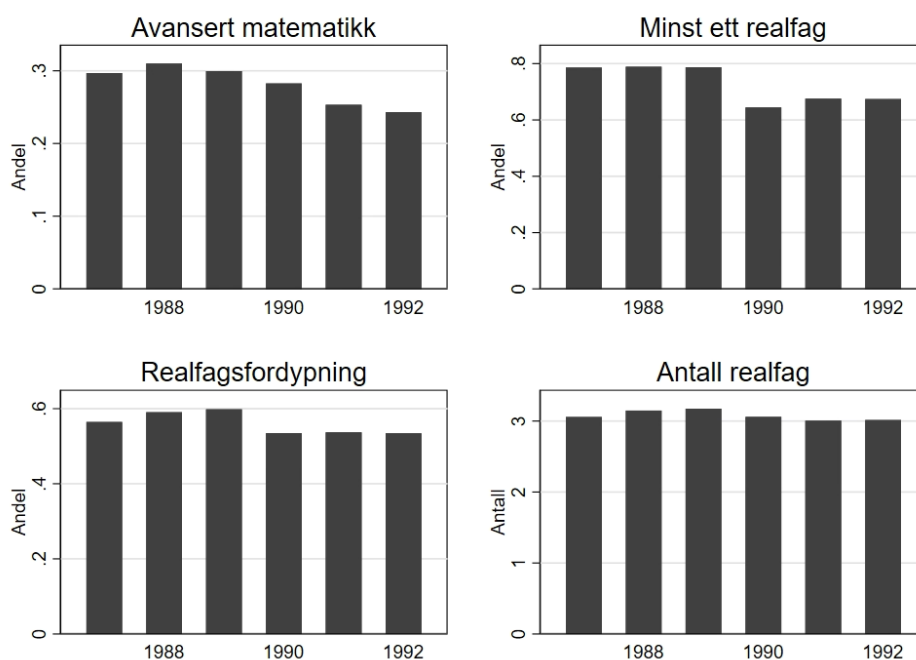 Avansert matematikk
Andel
.3
.2
.1
0
1988 1990 1992
Minst ett realfag
Andel
.8
.6
.4
.2
0
1988 1990 1992
Realfagsfordypning
Andel
.6
.4
.2
0
1988 1990 1992
Antall realfag
Antall
3
2
1
0
1988 1990 1992